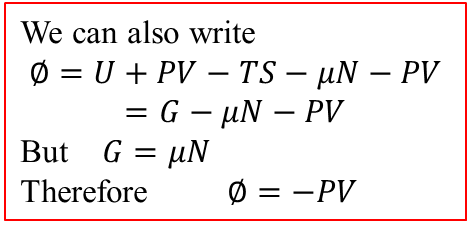 We can also write
∅ = U + PV − TS − μN − PV
= G − μN − PV
But G = μN
Therefore ∅ = −PV